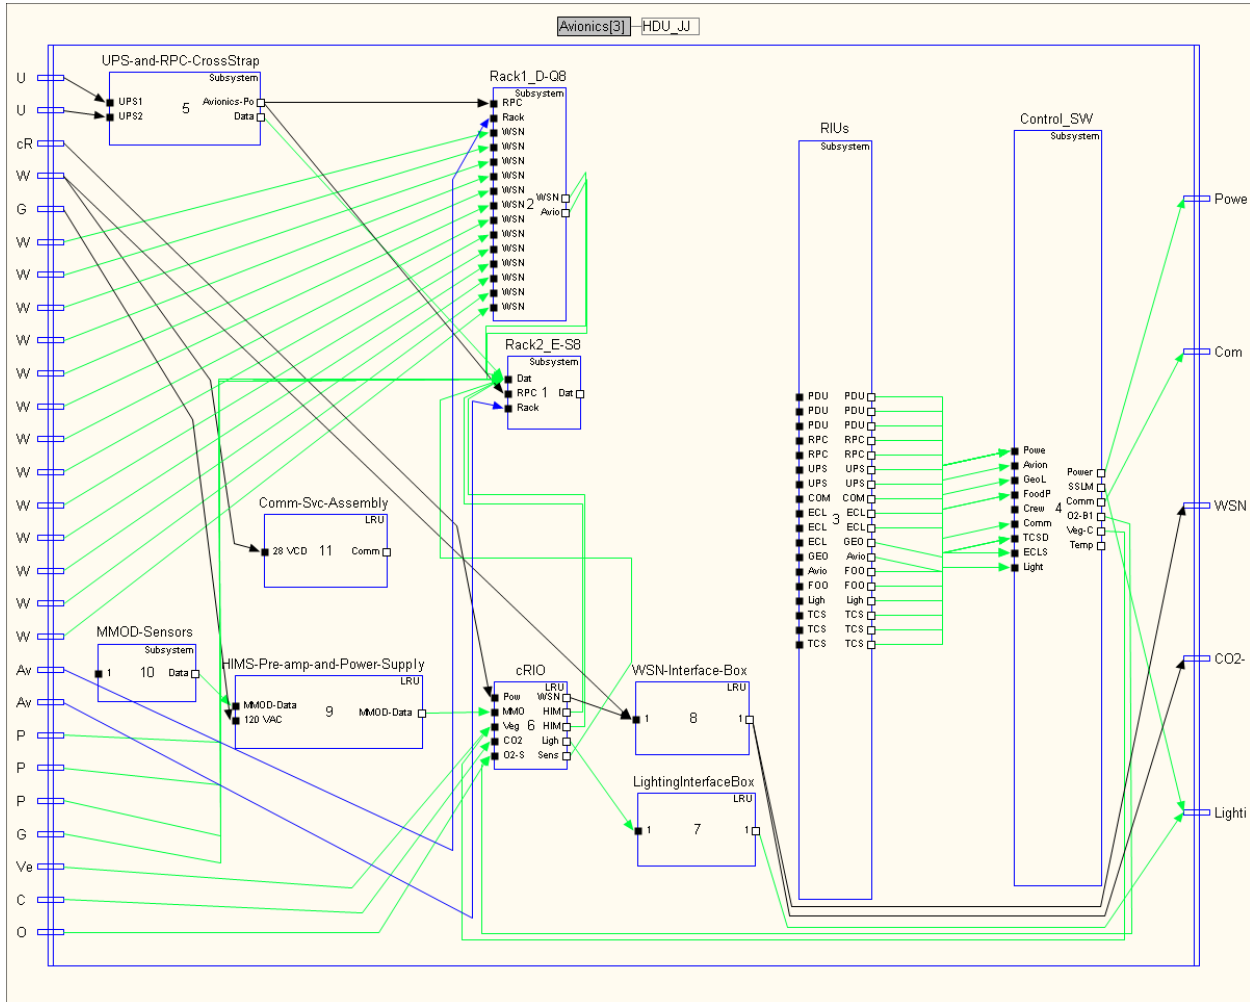 Avionics[3]
HDU_JJ
U
U
cR
W
G
W
W
W
W
W
W
W
W
W
W
W
W
W
Av
Av
P
P
P
G
Ve
C
O
UPS-and-RPC-CrossStrap
Subsystem
UPS1
UPS2
5
Avionics-Po
Data
Rack1_D-Q8
Subsystem
RPC
Rack
WSN
WSN
WSN
WSN
WSN
WSN
WSN
WSN
WSN
WSN
WSN
WSN
WSN
2
WSN
Avio
Rack2_E-S8
Subsystem
Dat
RPC
Rack
1
Dat
Comm-Svc-Assembly
LRU
28 VCD
11
Comm
MMOD-Sensors
Subsystem
1
10
Data
HIMS-Pre-amp-and-Power-Supply
LRU
MMOD-Data
120 VAC
9
MMOD-Data
cRIO
LRU
Pow
MMO
Veg
CO2
O2-S
6
WSN
HIM
HIM
Ligh
Sens
WSN-Interface-Box
LRU
1
8
1
LightingInterfaceBox
LRU
1
7
1
RIUs
Subsystem
PDU
PDU
PDU
RPC
RPC
UPS
UPS
COM
ECL
ECL
ECL
GEO
Avio
FOO
Ligh
TCS
TCS
TCS
3
PDU
PDU
PDU
RPC
RPC
UPS
UPS
COM
ECL
ECL
GEO
Avio
FOO
FOO
Ligh
TCS
TCS
TCS
Control_SW
Subsystem
Powe
Avion
GeoL
FoodP
Crew
Comm
TCSD
ECLS
Light
4
Power
SSLM
Comm
O2-B1
Veg-C
Temp
Powe
Com
WSN
CO2-
Lighti